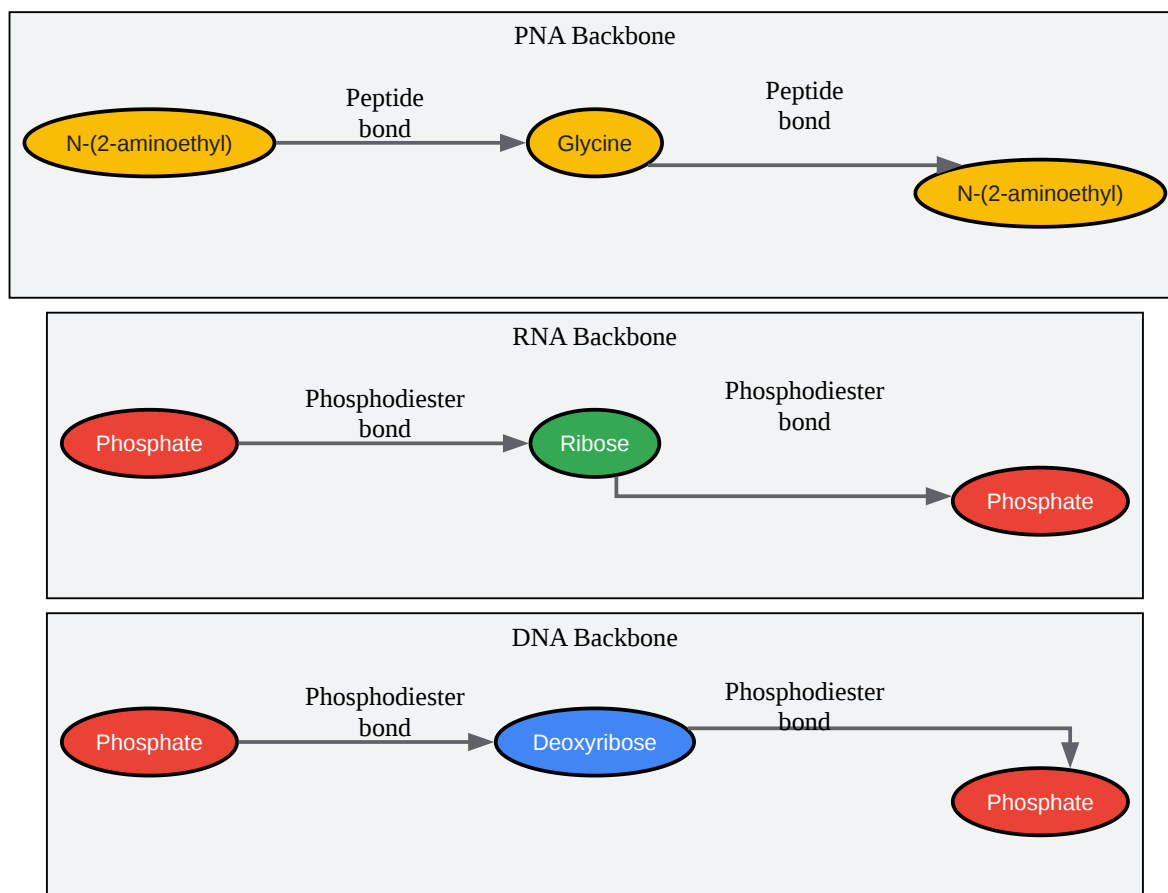 PNA Backbone
Peptide
bond
Peptide
bond
N-(2-aminoethyl)
Glycine
N-(2-aminoethyl)
RNA Backbone
Phosphodiester
bond
Phosphodiester
bond
Phosphate
Ribose
Phosphate
DNA Backbone
Phosphodiester
bond
Phosphodiester
bond
Phosphate
Deoxyribose
Phosphate